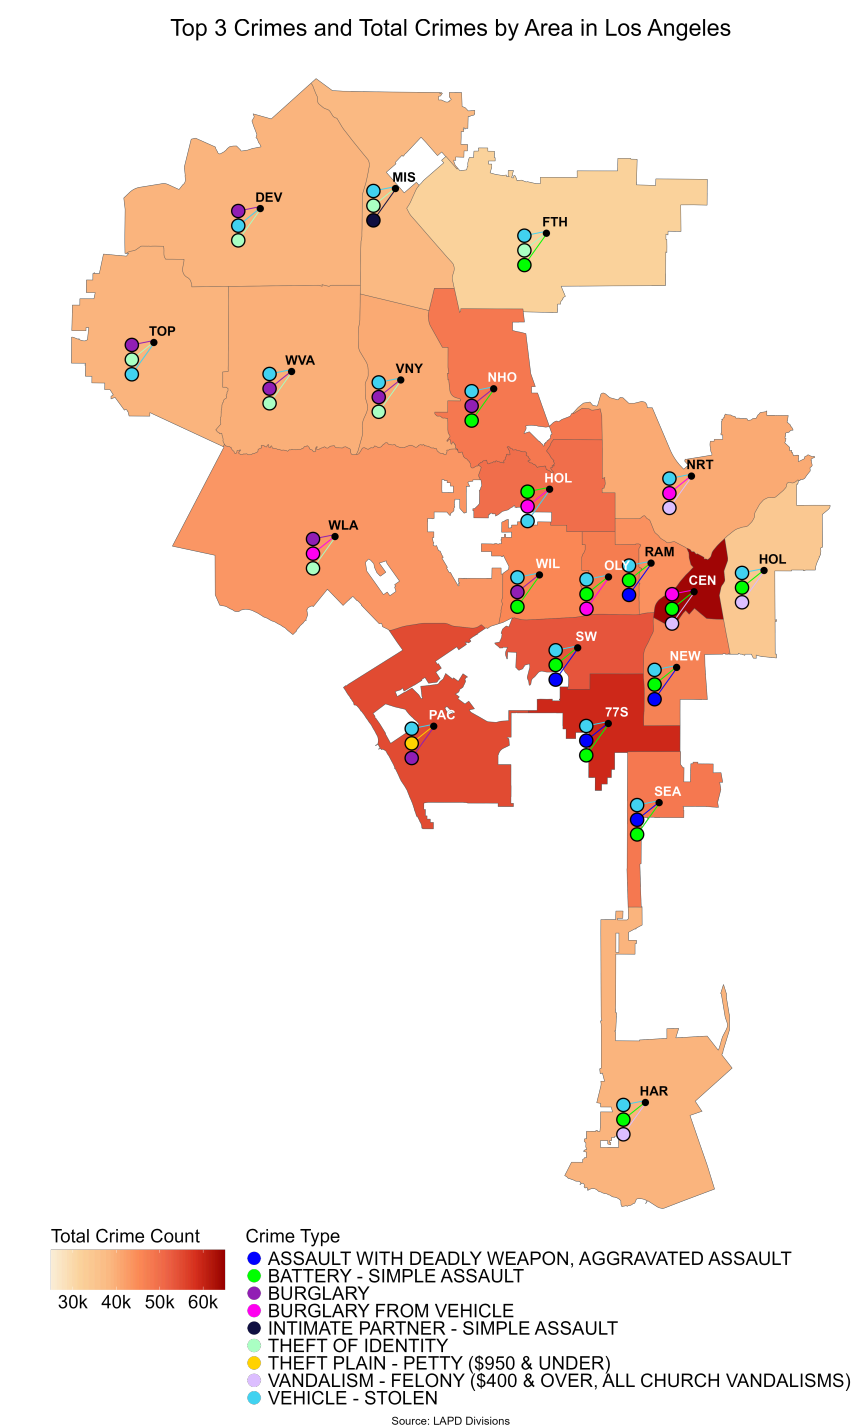 Top 3 Crimes and Total Crimes by Area in Los Angeles
MIS
DEV
FTH
TOP
WVA
VNY
NHO
NRT
HOL
WLA
RAM
HOL
WIL
OLY
CEN
SW
NEW
PAC
77S
SEA
HAR
Total Crime Count
30k 40k 50k 60k
Crime Type
ASSAULT WITH DEADLY WEAPON, AGGRAVATED ASSAULT
BATTERY - SIMPLE ASSAULT
BURGLARY
BURGLARY FROM VEHICLE
INTIMATE PARTNER - SIMPLE ASSAULT
THEFT OF IDENTITY
THEFT PLAIN - PETTY ($950 & UNDER)
VANDALISM - FELONY ($400 & OVER, ALL CHURCH VANDALISMS)
VEHICLE - STOLEN
Source: LAPD Divisions